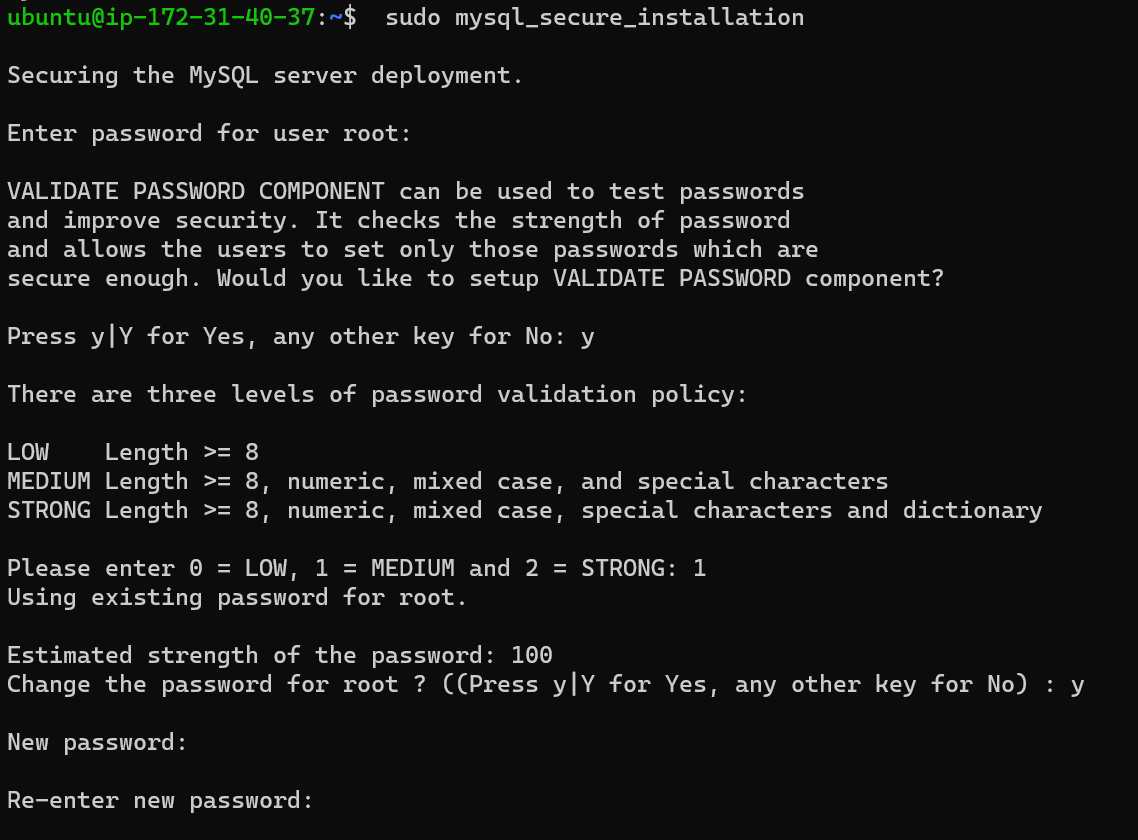 ubuntu@ip-172-31-40-37:~$  sudo mysql_secure_installation
Securing the MySQL server deployment.
Enter password for user root:
VALIDATE PASSWORD COMPONENT can be used to test passwords
and improve security. It checks the strength of password
and allows the users to set only those passwords which are
secure enough. Would you like to setup VALIDATE PASSWORD component?
Press y|Y for Yes, any other key for No: y
There are three levels of password validation policy:
LOW    Length >= 8
MEDIUM Length >= 8, numeric, mixed case, and special characters
STRONG Length >= 8, numeric, mixed case, special characters and dictionary
Please enter 0 = LOW, 1 = MEDIUM and 2 = STRONG: 1
Using existing password for root.
Estimated strength of the password: 100
Change the password for root ? ((Press y|Y for Yes, any other key for No) : y
New password:
Re-enter new password: